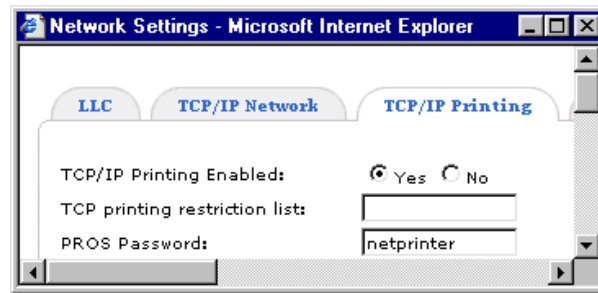 Network Settings - Microsoft Internet Explorer
LLC TCP/IP Network TCP/IP Printing
TCP/IP Printing Enabled: Yes No
TCP printing restriction list:
PROS Password: netprinter